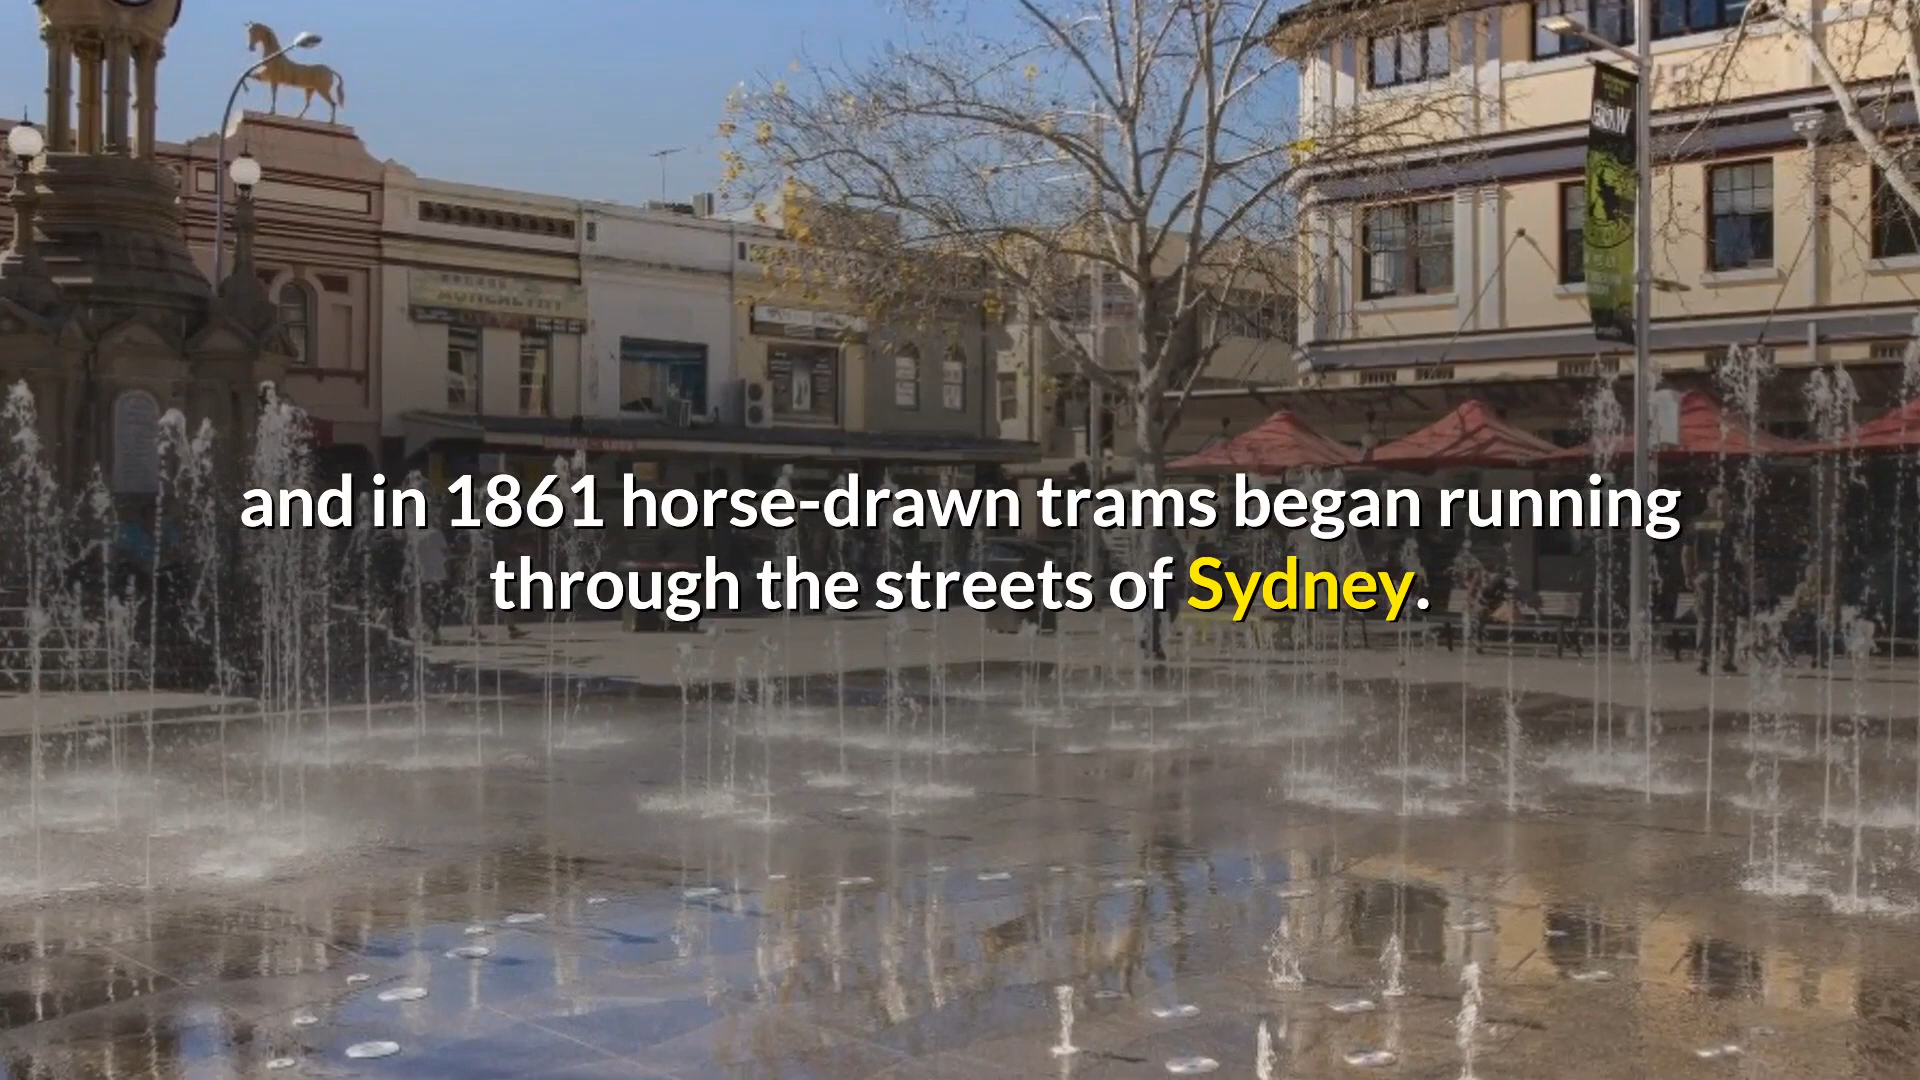 and in 1861 horse-drawn trams began running
through the streets of Sydney.